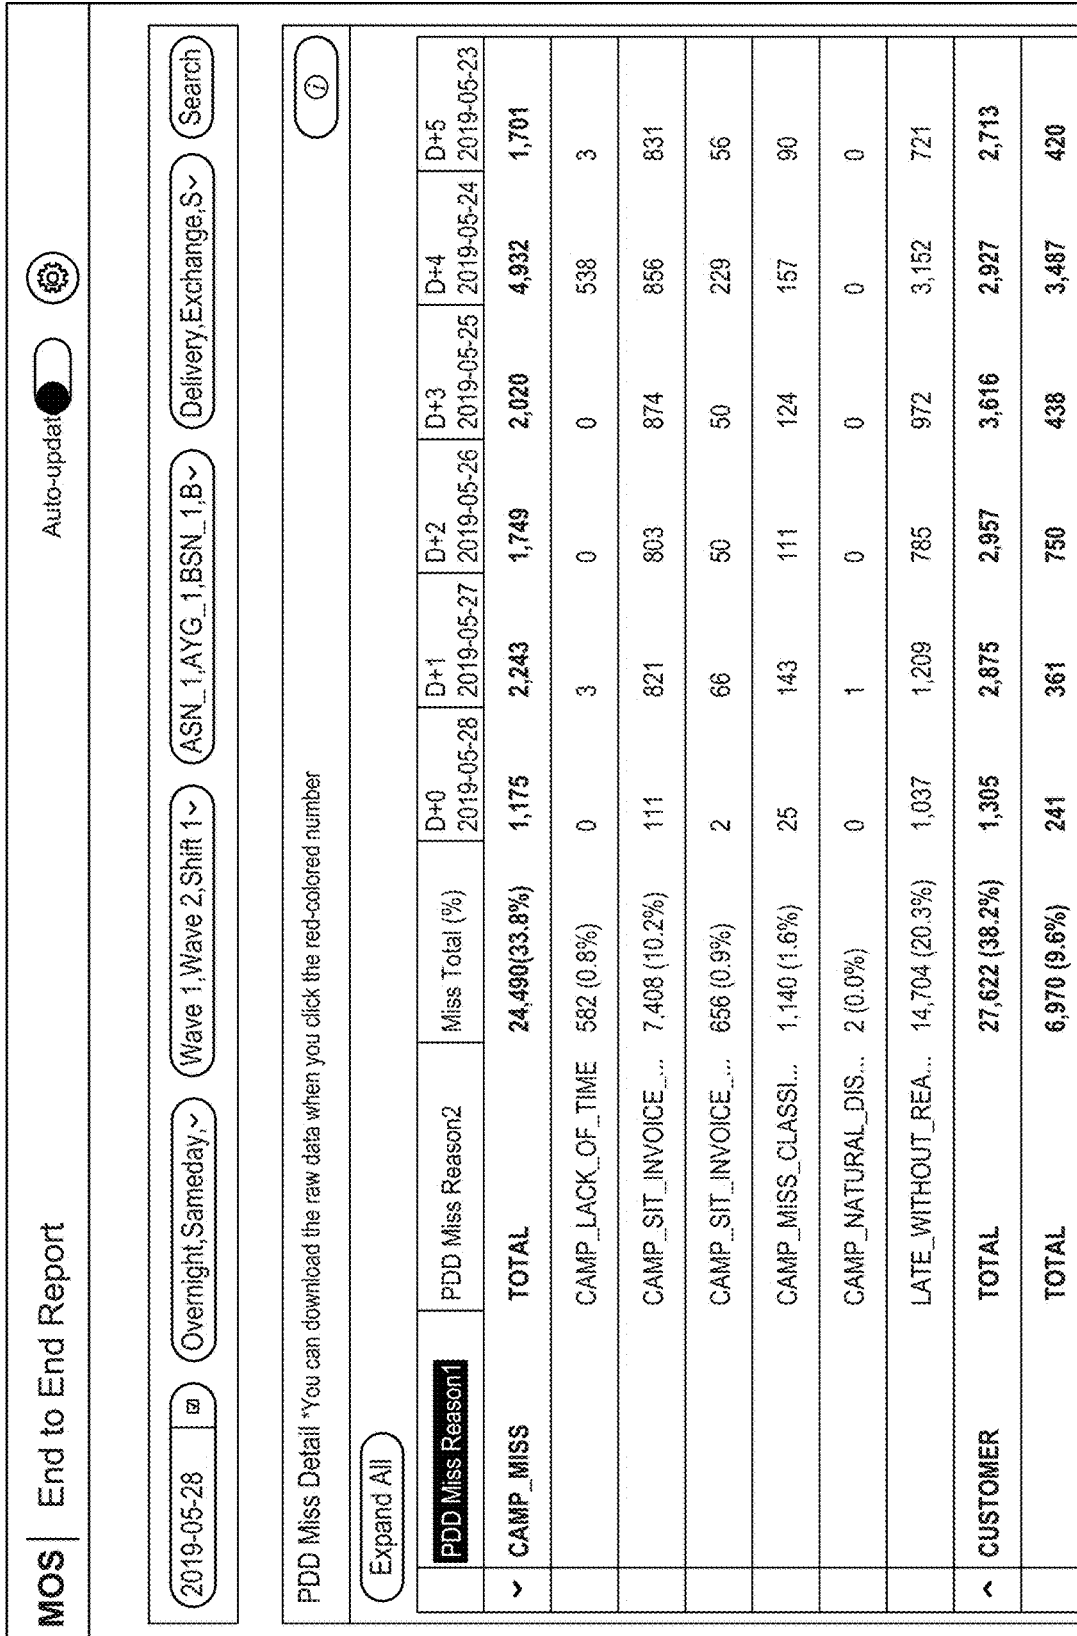 MOS | End to End Report Auto-updat
2019-05-28 Overnight,Sameday, Wave 1,Wave 2,Shift 1 ASN_1,AYG_1,BSN_1,B Delivery,Exchange,S Search
PDD Miss Detail *You can download the raw data when you click the red-colored number i
Expand All
PDD Miss Reason1 PDD Miss Reason2 Miss Total (%) D+0 2019-05-28 D+1 2019-05-27 D+2 2019-05-26 D+3 2019-05-25 D+4 2019-05-24 D+5 2019-05-23
CAMP_MISS TOTAL 24,490(33.8%) 1,175 2,243 1,749 2,020 4,932 1,701
CAMP_LACK_OF_TIME 582 (0.8%) 0 3 0 0 538 3
CAMP_SIT_INVOICE_... 7,408 (10.2%) 111 821 803 874 856 831
CAMP_SIT_INVOICE_... 656 (0.9%) 2 66 50 50 229 56
CAMP_MISS_CLASSI... 1,140 (1.6%) 25 143 111 124 157 90
CAMP_NATURAL_DIS... 2 (0.0%) 0 1 0 0 0 0
LATE_WITHOUT_REA... 14,704 (20.3%) 1,037 1,209 785 972 3,152 721
CUSTOMER TOTAL 27,622 (38.2%) 1,305 2,875 2,957 3,616 2,927 2,713
TOTAL 6,970 (9.6%) 241 361 750 438 3,487 420